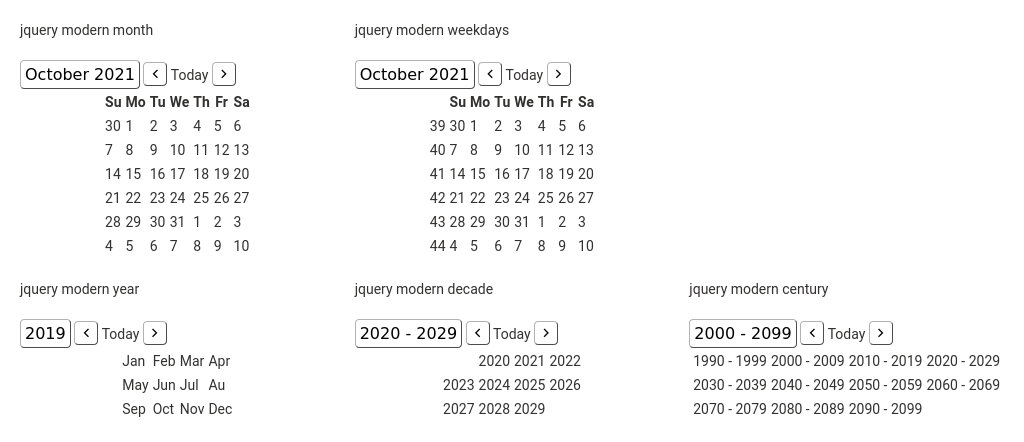 jquery modern month
October 2021 < Today >
Su Mo Tu We Th Fr Sa
30 1 2 3 4 5 6
7 8 9 10 11 12 13
14 15 16 17 18 19 20
21 22 23 24 25 26 27
28 29 30 31 1 2 3
4 5 6 7 8 9 10
jquery modern weekdays
October 2021 < Today >
Su Mo Tu We Th Fr Sa
39 30 1 2 3 4 5 6
40 7 8 9 10 11 12 13
41 14 15 16 17 18 19 20
42 21 22 23 24 25 26 27
43 28 29 30 31 1 2 3
44 4 5 6 7 8 9 10
jquery modern year
2019 < Today >
Jan Feb Mar Apr
May Jun Jul Au
Sep Oct Nov Dec
jquery modern decade
2020 - 2029 < Today >
2020 2021 2022
2023 2024 2025 2026
2027 2028 2029
jquery modern century
2000 - 2099 < Today >
1990 - 1999 2000 - 2009 2010 - 2019 2020 - 2029
2030 - 2039 2040 - 2049 2050 - 2059 2060 - 2069
2070 - 2079 2080 - 2089 2090 - 2099